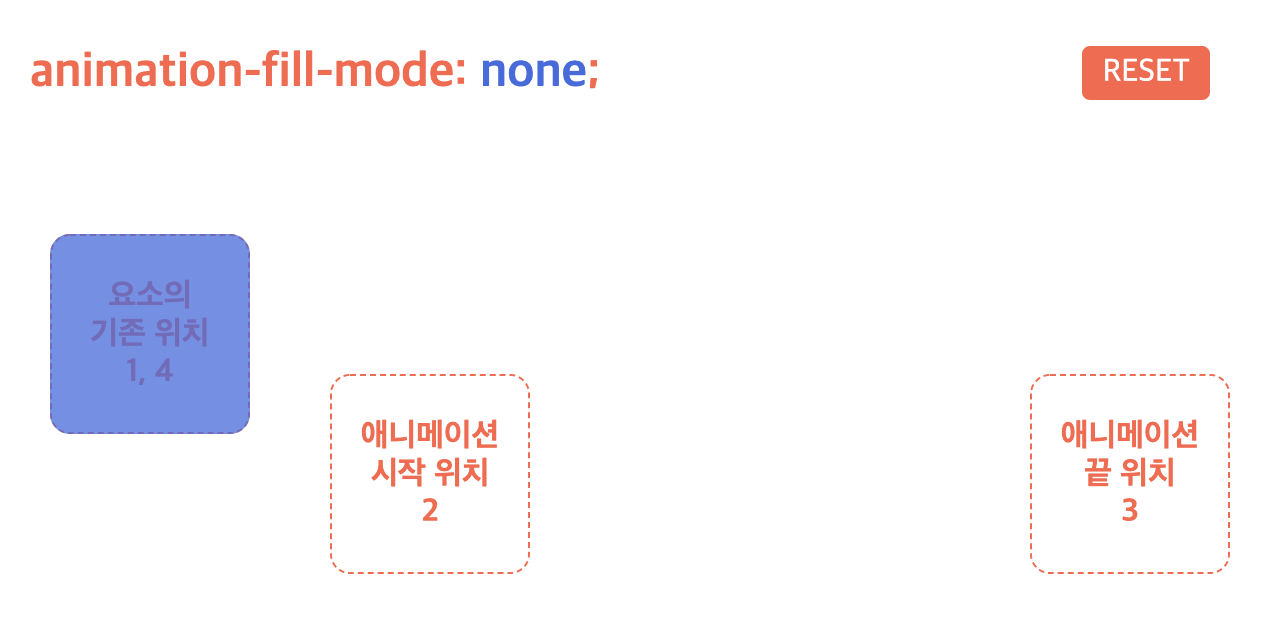 animation-fill-mode: none;
RESET
요소의
기존 위치
1, 4
애니메이션
시작 위치
2
애니메이션
끝 위치
3